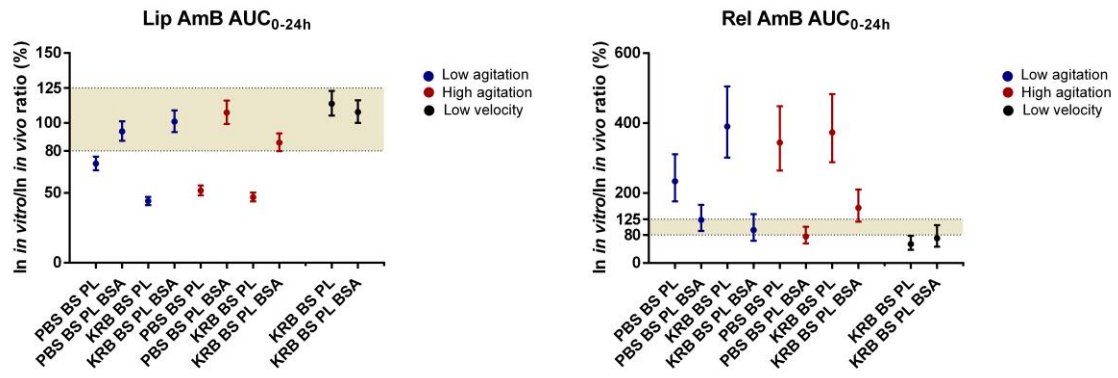 Lip AmB AUC0-24h
In in vitro/In in vivo ratio (%)
150
125
100
80
50
0
PBS BS PL
PBS BS PL BSA
KRB BS PL
KRB BS PL BSA
PBS BS PL
PBS BS PL BSA
KRB BS PL
KRB BS PL BSA
KRB BS PL
KRB BS PL BSA
Low agitation
High agitation
Low velocity
Rel AmB AUC0-24h
In in vitro/In in vivo ratio (%)
600
400
200
125
80
0
PBS BS PL
PBS BS PL BSA
KRB BS PL
KRB BS PL BSA
PBS BS PL
PBS BS PL BSA
KRB BS PL
KRB BS PL BSA
KRB BS PL
KRB BS PL BSA
Low agitation
High agitation
Low velocity